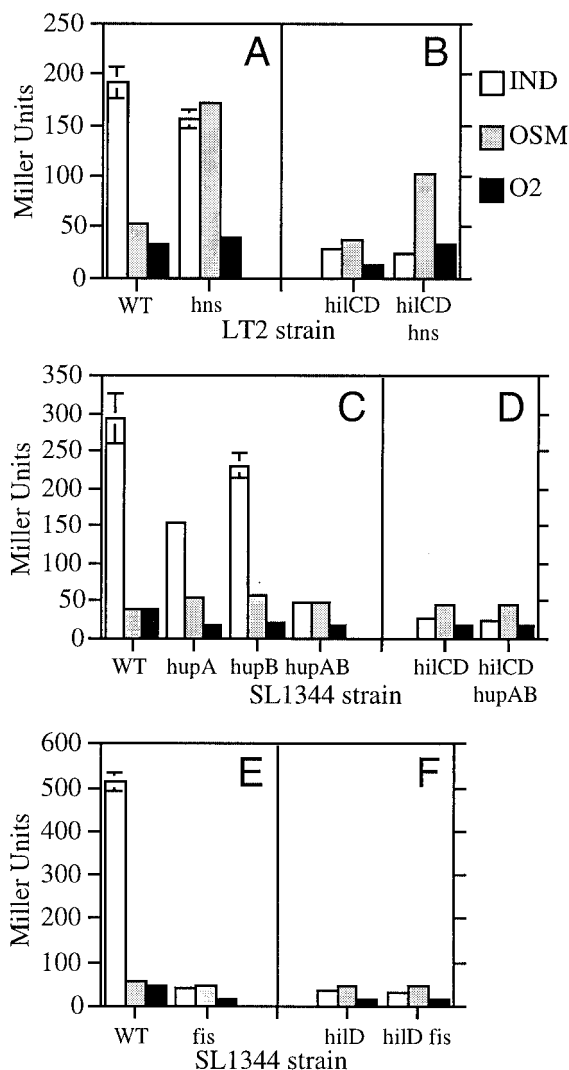 A
B
250
200
150
100
50
0
Miller Units
IND
OSM
O2
WT
hns
hilCD
hilCD
hns
LT2 strain
C
D
350
300
250
200
150
100
50
0
Miller Units
WT
hupA
hupB
hupAB
hilCD
hilCD
hupAB
SL1344 strain
E
F
600
500
400
300
200
100
0
Miller Units
WT
fis
hilD
hilD fis
SL1344 strain